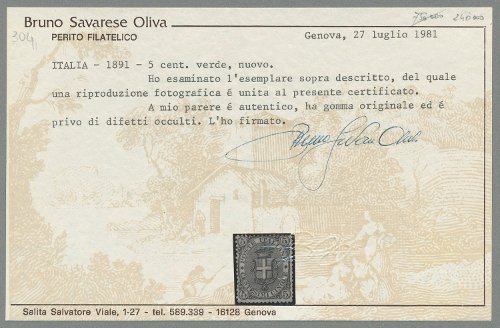 Bruno Savarese Oliva
PERITO FILATELICO
304
Genova, 27 luglio 1981
ITALIA - 1891 - 5 cent. verde, nuovo.
Ho esaminato l'esemplare sopra descritto, del quale
una riproduzione fotografica é unita al presente certificato.
A mio parere é autentico, ha gomma originale ed é
privo di difetti occulti. L'ho firmato.
Salita Salvatore Viale, 1-27 - tel. 589.339 - 16128 Genova